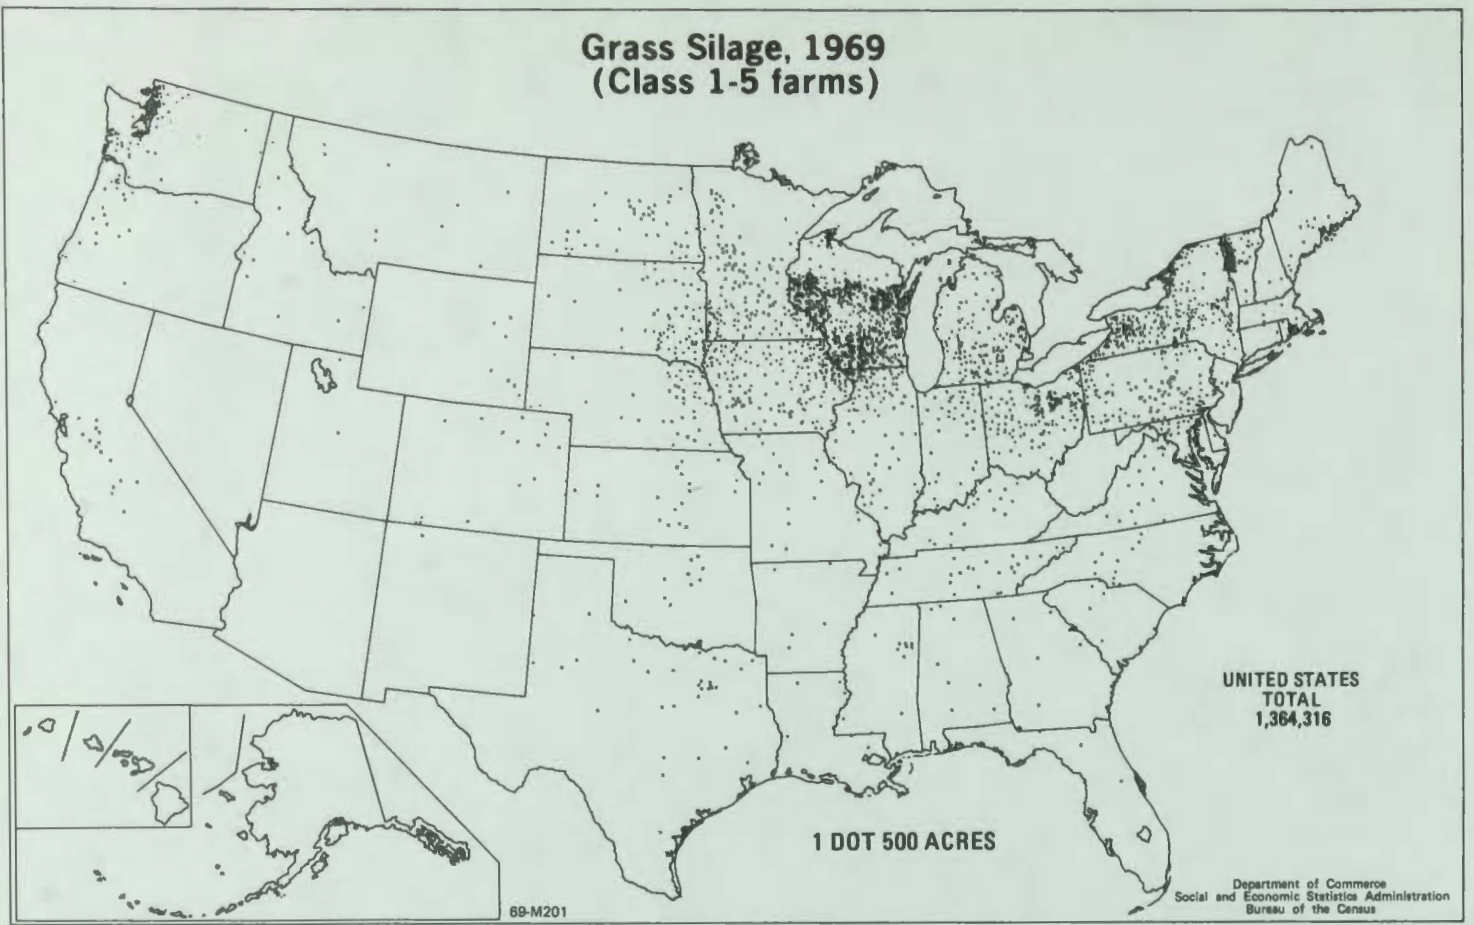 Grass Silage, 1969
(Class 1-5 farms)
UNITED STATES
TOTAL
1,364,316
1 DOT 500 ACRES
Department of Commerce
Social and Economic Statistics Administration
Bureau of the Census
69-M201